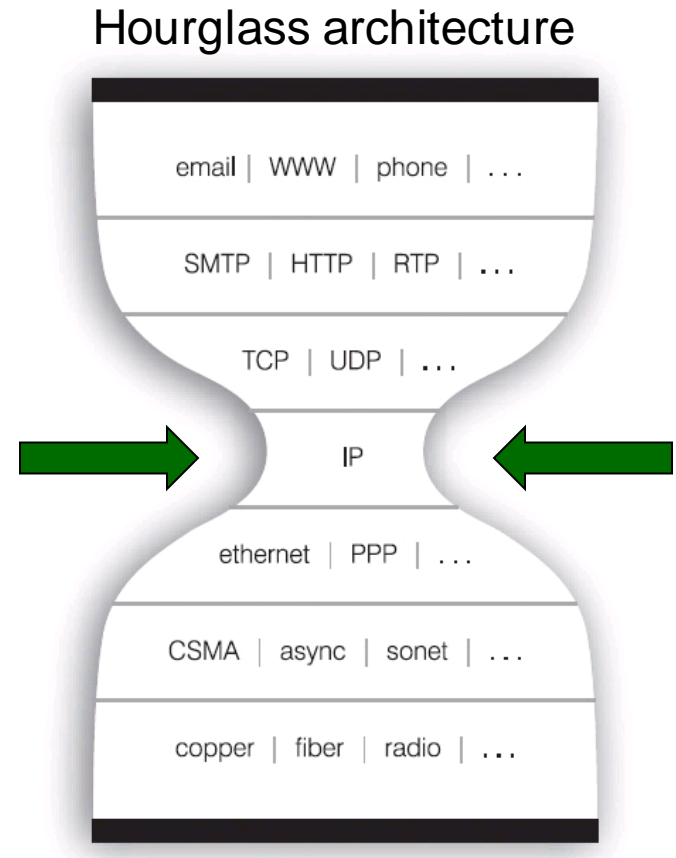 Hourglass architecture
email | WWW | phone | ...
SMTP | HTTP | RTP | ...
TCP | UDP | ...
IP
ethernet | PPP | ...
CSMA | async | sonet | ...
copper | fiber | radio | ...